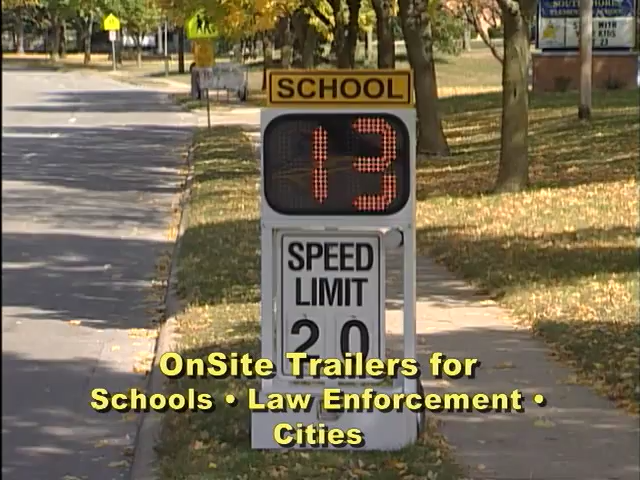 SCHOOL
13
SPEED
LIMIT
20
OnSite Trailers for
Schools • Law Enforcement •
Cities